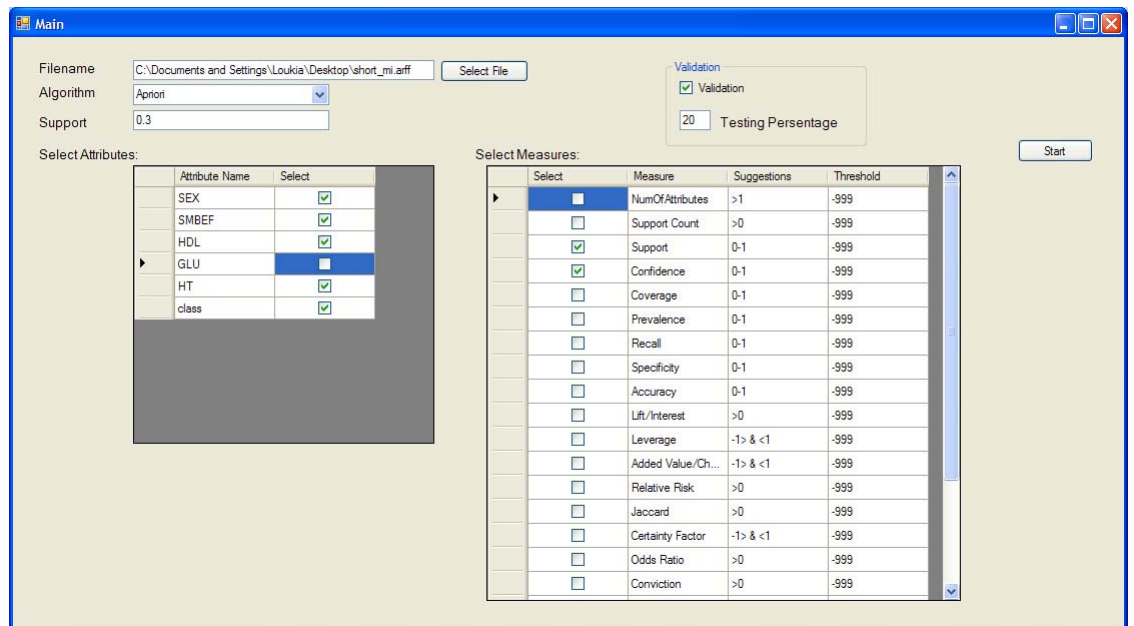 Main
Filename C:\Documents and Settings\Loukia\Desktop\short_mi.arff Select File
Algorithm Apriori
Support 0.3
Validation
Validation
20 Testing Persentage
Start
Select Attributes:
Attribute Name Select
SEX
SMBEF
HDL
GLU
HT
class
Select Measures:
Select Measure Suggestions Threshold
NumOfAttributes >1 -999
Support Count >0 -999
Support 0-1 -999
Confidence 0-1 -999
Coverage 0-1 -999
Prevalence 0-1 -999
Recall 0-1 -999
Specificity 0-1 -999
Accuracy 0-1 -999
Lift/Interest >0 -999
Leverage -1> & <1 -999
Added Value/Ch... -1> & <1 -999
Relative Risk >0 -999
Jaccard >0 -999
Certainty Factor -1> & <1 -999
Odds Ratio >0 -999
Conviction >0 -999